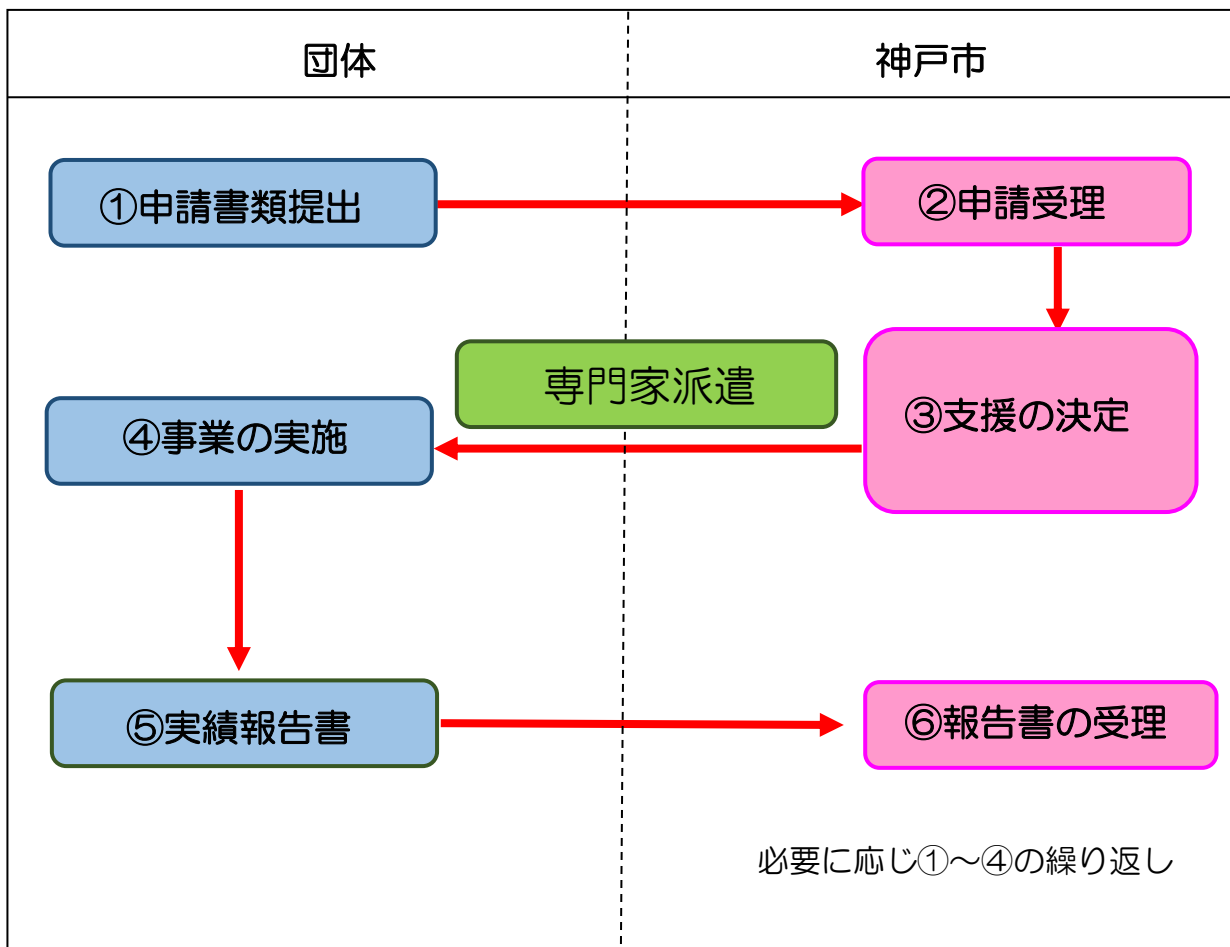 団体
神戸市
①申請書類提出
②申請受理
専門家派遣
③支援の決定
④事業の実施
⑤実績報告書
⑥報告書の受理
必要に応じ①～④の繰り返し